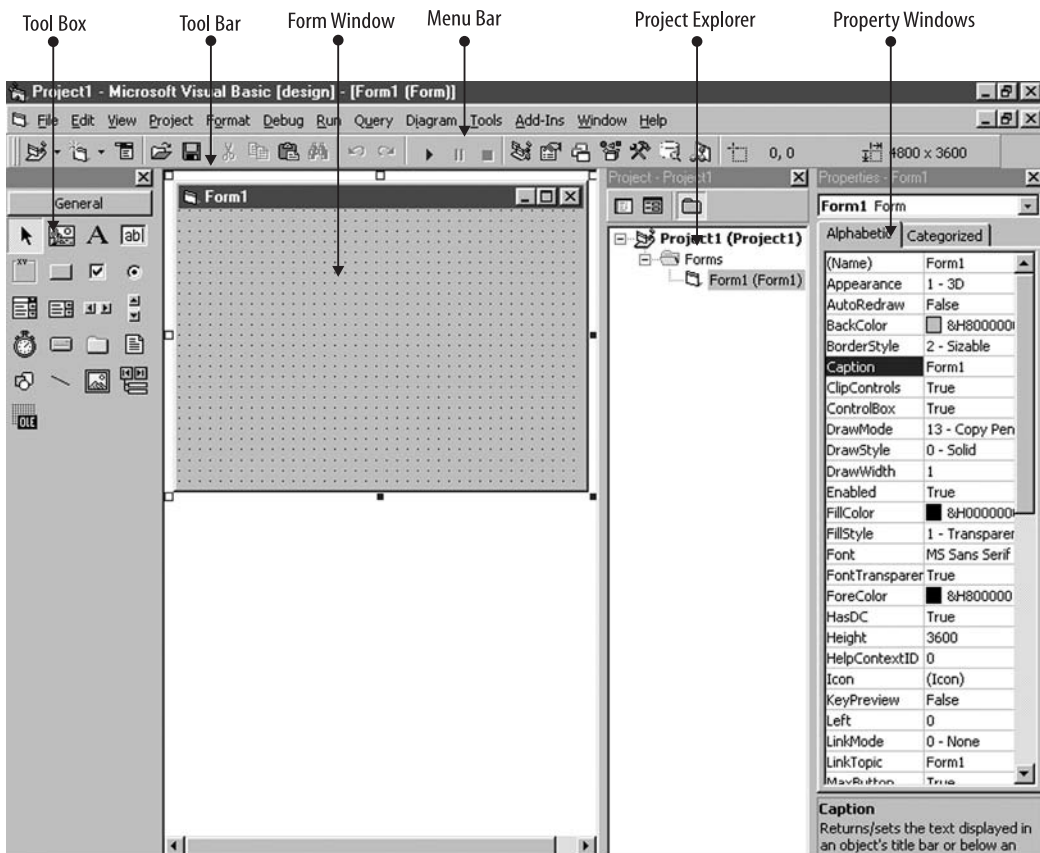 Tool Box
Tool Bar
Form Window
Menu Bar
Project Explorer
Property Windows
Project1 - Microsoft Visual Basic [design] - [Form1 (Form)]
File Edit View Project Format Debug Run Query Diagram Tools Add-Ins Window Help
0, 0
4800 x 3600
General
A
ab|
XY
OLE
Form1
Project - Project1
Project1 (Project1)
Forms
Form1 (Form1)
Properties - Form1
Form1 Form
Alphabetic
Categorized
(Name) Form1
Appearance 1 - 3D
AutoRedraw False
BackColor &H800000
BorderStyle 2 - Sizable
Caption Form1
ClipControls True
ControlBox True
DrawMode 13 - Copy Pen
DrawStyle 0 - Solid
DrawWidth 1
Enabled True
FillColor &H000000
FillStyle 1 - Transparer
Font MS Sans Serif
FontTransparer True
ForeColor &H800000
HasDC True
Height 3600
HelpContextID 0
Icon (Icon)
KeyPreview False
Left 0
LinkMode 0 - None
LinkTopic Form1
MaxButton True
Caption
Returns/sets the text displayed in
an object's title bar or below an